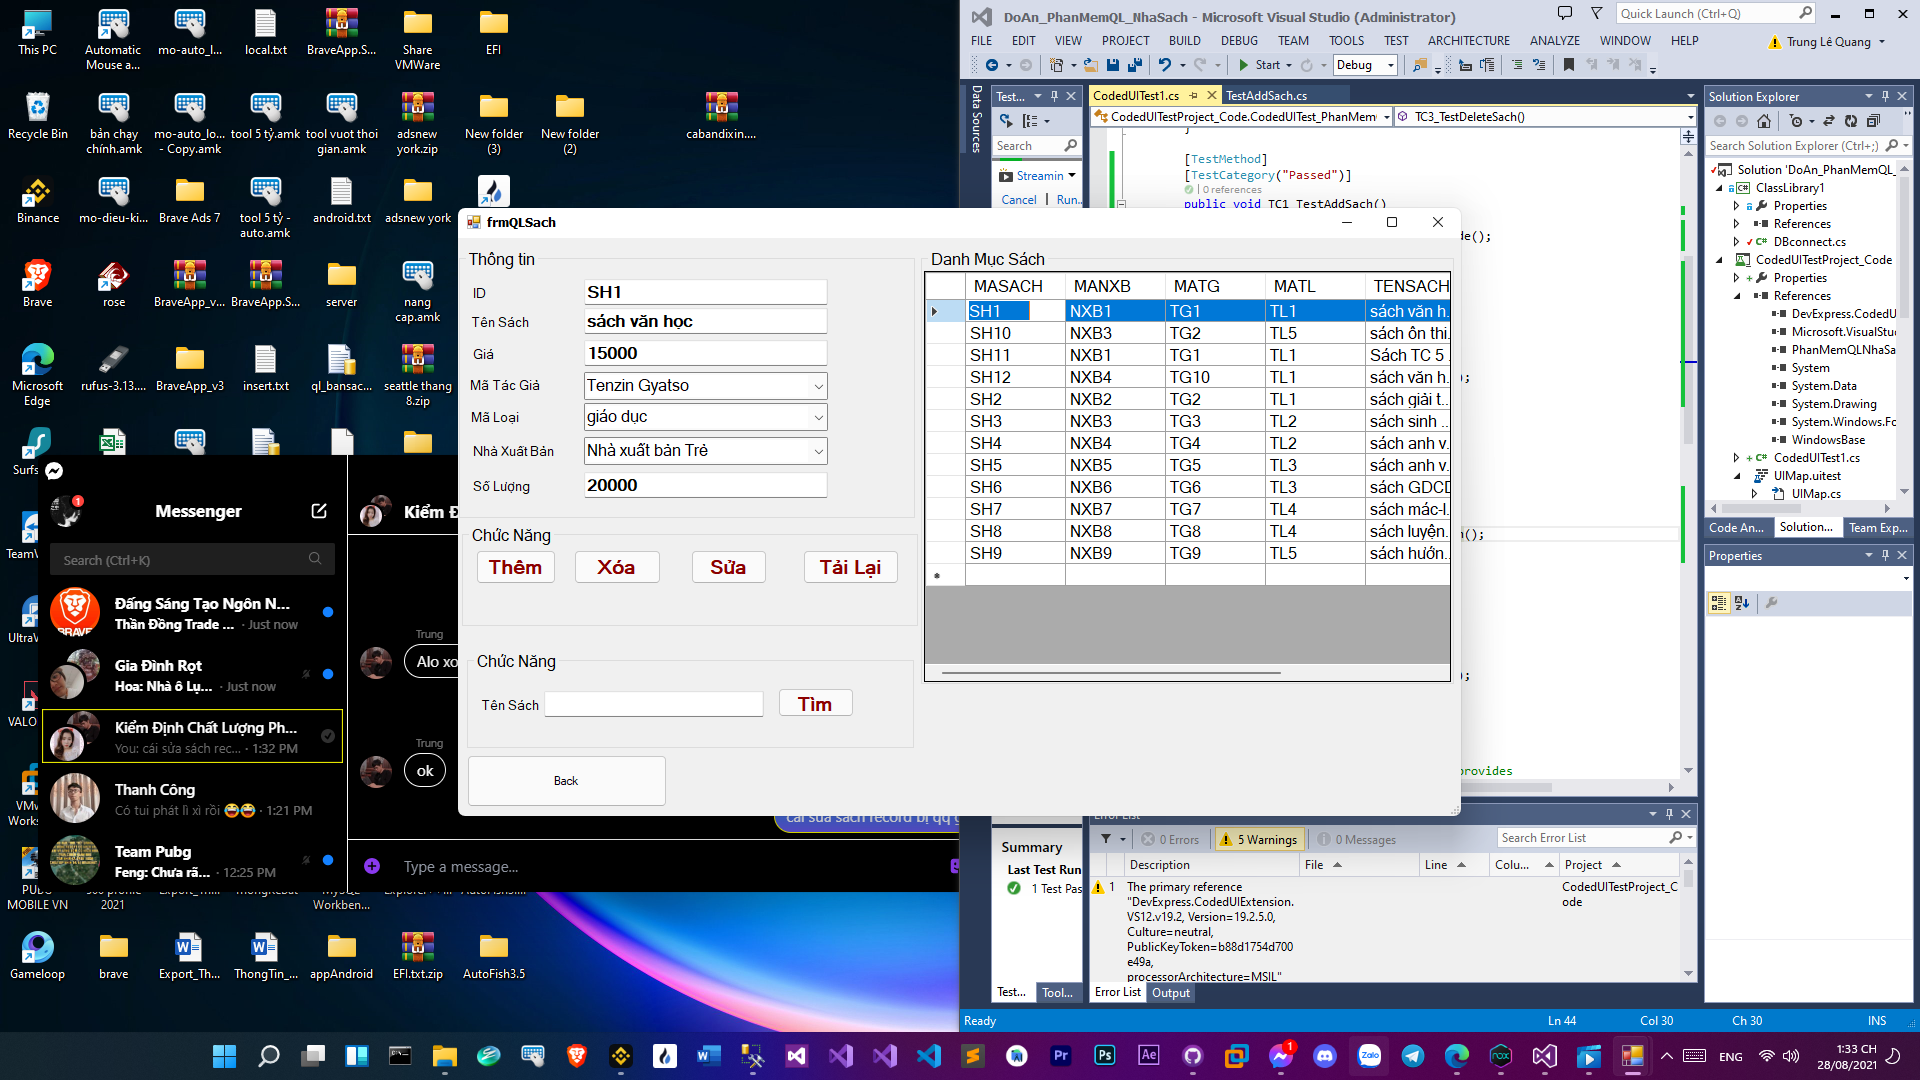 This PC
Automatic Mouse a...
mo-auto_l...
local.txt
BraveApp.S...
Share VMWare
EFI
Recycle Bin
bản chạy chính.amk
mo-auto_lo... - Copy.amk
tool 5 tỷ.amk
tool vuot thoi gian.amk
adsnew york.zip
New folder (3)
New folder (2)
cabandixin....
Binance
mo-dieu-ki...
Brave Ads 7
tool 5 tỷ - auto.amk
android.txt
adsnew york
Brave
rose
BraveApp_v...
BraveApp.S...
server
nang cap.amk
Microsoft Edge
rufus-3.13....
BraveApp_v3
insert.txt
ql_bansac...
seattle thang 8.zip
Messenger
Search (Ctrl+K)
Đấng Sáng Tạo Ngôn N...
Thần Đồng Trade ... · Just now
Gia Đình Rọt
Hoa: Nhà ô Lụ... · Just now
Kiểm Định Chất Lượng Ph...
You: cái sửa sách rec... · 1:32 PM
Thanh Công
Có tui phát lì xì rồi 😂😂 · 1:21 PM
Team Pubg
Feng: Chưa rã... · 12:25 PM
Kiểm Đ
Trung
Alo xo
Trung
ok
cái sửa sách record bị qq
Type a message...
MOBILE VN
2021
Workben...
Gameloop
brave
Export_Th...
ThongTin_...
appAndroid
EFI.txt.zip
AutoFish3.5
frmQLSach
Thông tin
ID SH1
Tên Sách sách văn học
Giá 15000
Mã Tác Giả Tenzin Gyatso
Mã Loại giáo dục
Nhà Xuất Bản Nhà xuất bản Trẻ
Số Lượng 20000
Chức Năng
Thêm Xóa Sửa Tải Lại
Chức Năng
Tên Sách Tìm
Back
Danh Mục Sách
MASACH MANXB MATG MATL TENSACH
SH1 NXB1 TG1 TL1 sách văn h...
SH10 NXB3 TG2 TL5 sách ôn thi...
SH11 NXB1 TG1 TL1 Sách TC 5 ...
SH12 NXB4 TG10 TL1 sách văn h...
SH2 NXB2 TG2 TL1 sách giải t...
SH3 NXB3 TG3 TL2 sách sinh ...
SH4 NXB4 TG4 TL2 sách anh v...
SH5 NXB5 TG5 TL3 sách anh v...
SH6 NXB6 TG6 TL3 sách GDCD
SH7 NXB7 TG7 TL4 sách mác-l...
SH8 NXB8 TG8 TL4 sách luyện...
SH9 NXB9 TG9 TL5 sách hướn...
DoAn_PhanMemQL_NhaSach - Microsoft Visual Studio (Administrator)
Quick Launch (Ctrl+Q)
FILE EDIT VIEW PROJECT BUILD DEBUG TEAM TOOLS TEST ARCHITECTURE ANALYZE WINDOW HELP
Trung Lê Quang
Start Debug
Data Sources
Test...
Search
Streamin
Cancel Run...
CodedUITest1.cs TestAddSach.cs
CodedUITestProject_Code.CodedUITest_PhanMem
TC3_TestDeleteSach()
}
[TestMethod]
[TestCategory("Passed")]
0 references
public void TC1_TestAddSach()
de();
);
n();
);
provides
Solution Explorer
Search Solution Explorer (Ctrl+;)
Solution 'DoAn_PhanMemQL_
ClassLibrary1
Properties
References
DBconnect.cs
CodedUITestProject_Code
Properties
References
DevExpress.CodedU
Microsoft.VisualStu
PhanMemQLNhaSa
System
System.Data
System.Drawing
System.Windows.Fo
WindowsBase
CodedUITest1.cs
UIMap.uitest
UIMap.cs
Code An... Solution... Team Exp...
Properties
Summary
Last Test Run
1 Test Pas
Test... Tool...
Error List
0 Errors 5 Warnings 0 Messages
Search Error List
Description File Line Colu... Project
1 The primary reference "DevExpress.CodedUIExtension.VS12.v19.2, Version=19.2.5.0, Culture=neutral, PublicKeyToken=b88d1754d700e49a, processorArchitecture=MSIL"
CodedUITestProject_Code
Error List Output
Ready Ln 44 Col 30 Ch 30 INS
ENG
1:33 CH
28/08/2021